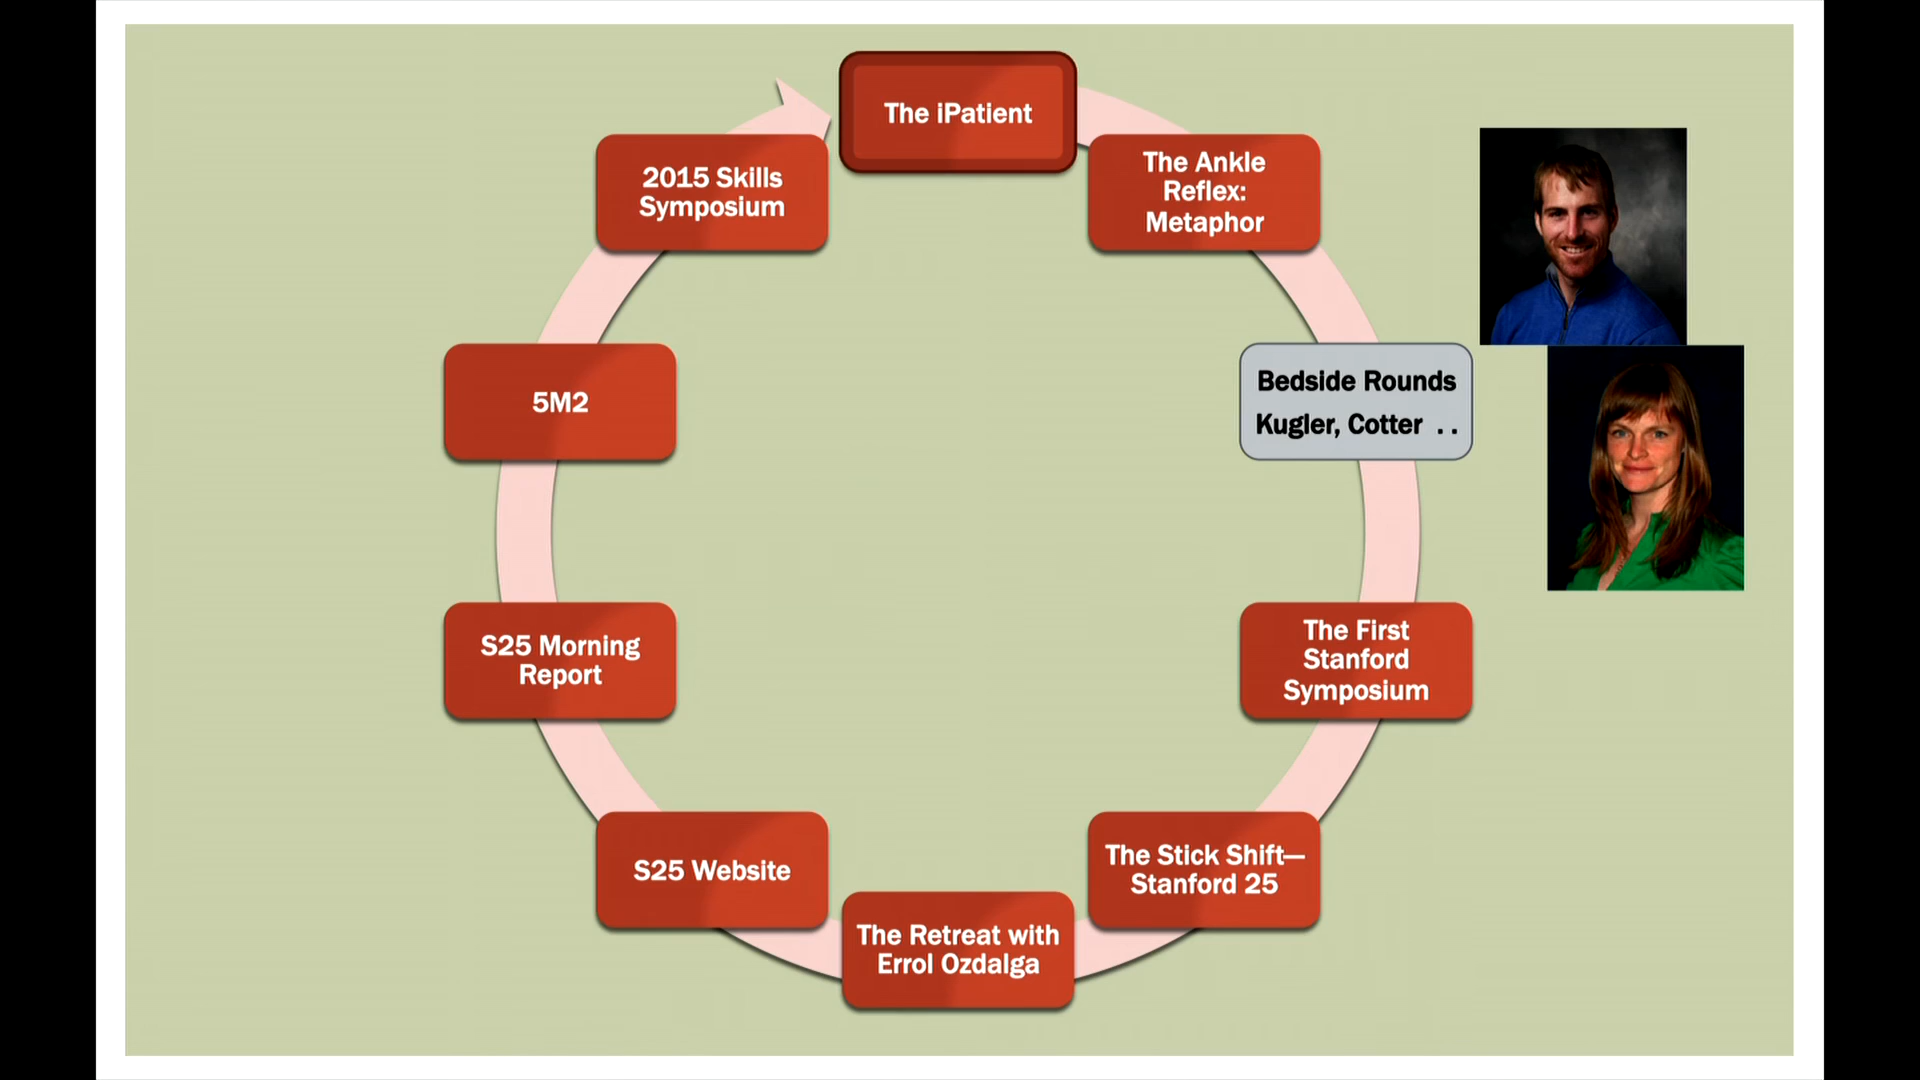 The iPatient
The Ankle
Reflex:
Metaphor
Bedside Rounds
Kugler, Cotter . .
The First
Stanford
Symposium
The Stick Shift—
Stanford 25
The Retreat with
Errol Ozdalga
S25 Website
S25 Morning
Report
5M2
2015 Skills
Symposium